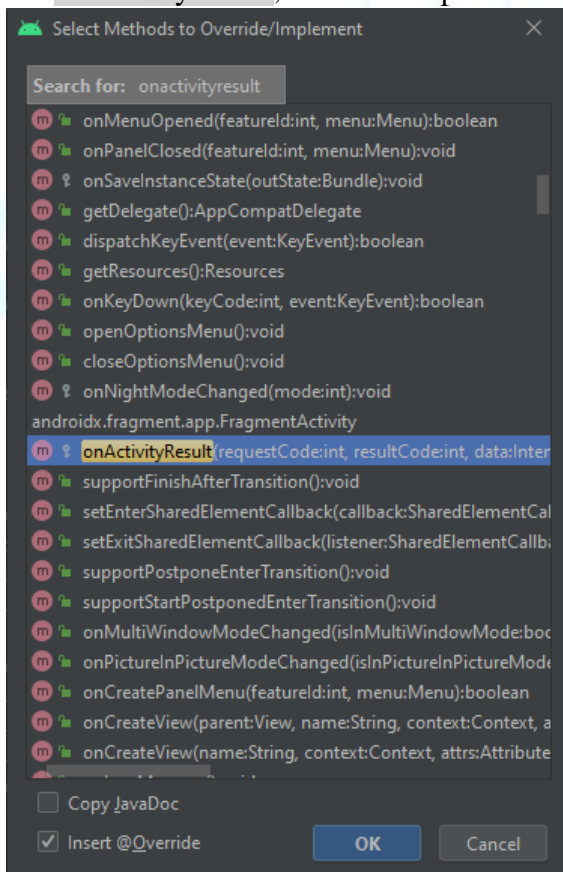 Select Methods to Override/Implement
Search for: onactivityresult
m onMenuOpened(featureId:int, menu:Menu):boolean
m onPanelClosed(featureId:int, menu:Menu):void
m onSaveInstanceState(outState:Bundle):void
m getDelegate():AppCompatDelegate
m dispatchKeyEvent(event:KeyEvent):boolean
m getResources():Resources
m onKeyDown(keyCode:int, event:KeyEvent):boolean
m openOptionsMenu():void
m closeOptionsMenu():void
m onNightModeChanged(mode:int):void
androidx.fragment.app.FragmentActivity
m onActivityResult(requestCode:int, resultCode:int, data:Inten
m supportFinishAfterTransition():void
m setEnterSharedElementCallback(callback:SharedElementCal
m setExitSharedElementCallback(listener:SharedElementCallba
m supportPostponeEnterTransition():void
m supportStartPostponedEnterTransition():void
m onMultiWindowModeChanged(isInMultiWindowMode:boo
m onPictureInPictureModeChanged(isInPictureInPictureMode
m onCreatePanelMenu(featureId:int, menu:Menu):boolean
m onCreateView(parent:View, name:String, context:Context, a
m onCreateView(name:String, context:Context, attrs:Attribute
Copy JavaDoc
Insert @Override
OK Cancel